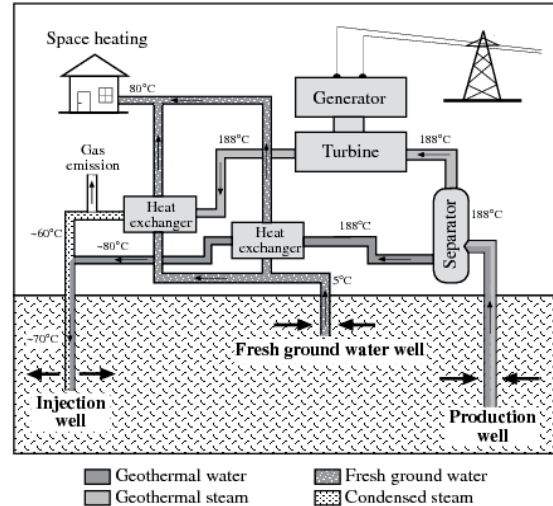 Space heating
80°C
Generator
188°C
Turbine
188°C
Gas
emission
Heat
exchanger
Heat
exchanger
188°C
188°C
Separator
~60°C
~80°C
5°C
~70°C
Fresh ground water well
Injection
well
Production
well
Geothermal water
Fresh ground water
Geothermal steam
Condensed steam